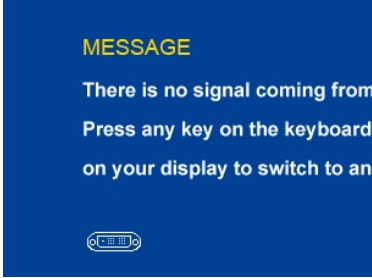 MESSAGE
There is no signal coming from
Press any key on the keyboard
on your display to switch to an